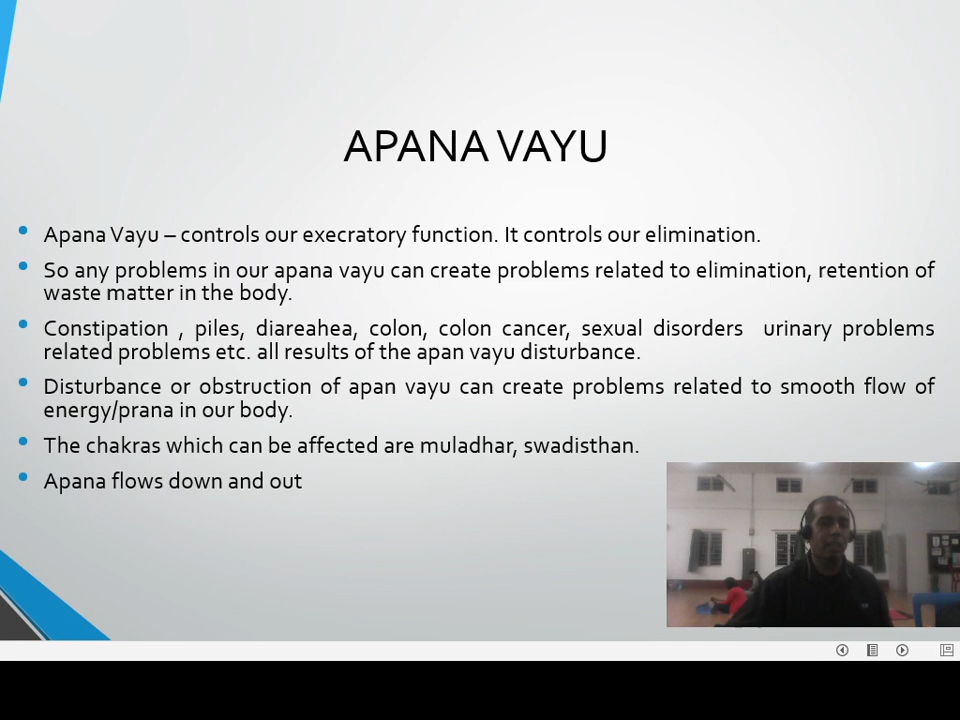 APANA VAYU
• Apana Vayu – controls our execratory function. It controls our elimination.
• So any problems in our apana vayu can create problems related to elimination, retention of
waste matter in the body.
• Constipation , piles, diareahea, colon, colon cancer, sexual disorders urinary problems
related problems etc. all results of the apan vayu disturbance.
• Disturbance or obstruction of apan vayu can create problems related to smooth flow of
energy/prana in our body.
• The chakras which can be affected are muladhar, swadisthan.
• Apana flows down and out